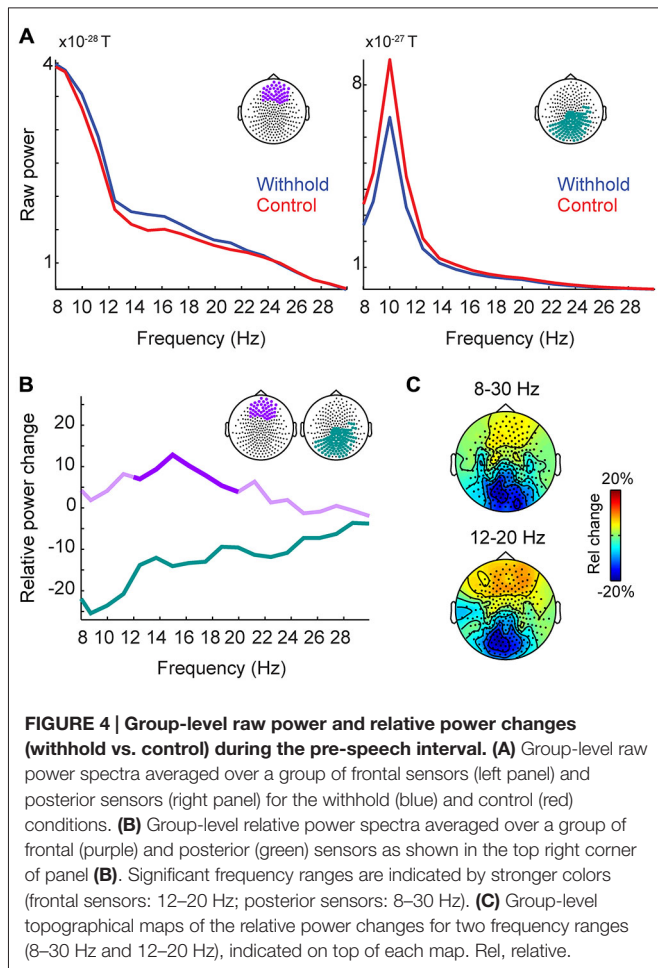 A
x10-28 T
x10-27 T
4
1
Raw power
Withhold
Control
8 10 12 14 16 18 20 22 24 26 28
Frequency (Hz)
8
1
Withhold
Control
8 10 12 14 16 18 20 22 24 26 28
Frequency (Hz)
B
Relative power change
20
10
0
-10
-20
8 10 12 14 16 18 20 22 24 26 28
Frequency (Hz)
C
8-30 Hz
12-20 Hz
20%
Rel change
-20%
FIGURE 4 | Group-level raw power and relative power changes
(withhold vs. control) during the pre-speech interval. (A) Group-level raw
power spectra averaged over a group of frontal sensors (left panel) and
posterior sensors (right panel) for the withhold (blue) and control (red)
conditions. (B) Group-level relative power spectra averaged over a group of
frontal (purple) and posterior (green) sensors as shown in the top right corner
of panel (B). Significant frequency ranges are indicated by stronger colors
(frontal sensors: 12–20 Hz; posterior sensors: 8–30 Hz). (C) Group-level
topographical maps of the relative power changes for two frequency ranges
(8–30 Hz and 12–20 Hz), indicated on top of each map. Rel, relative.